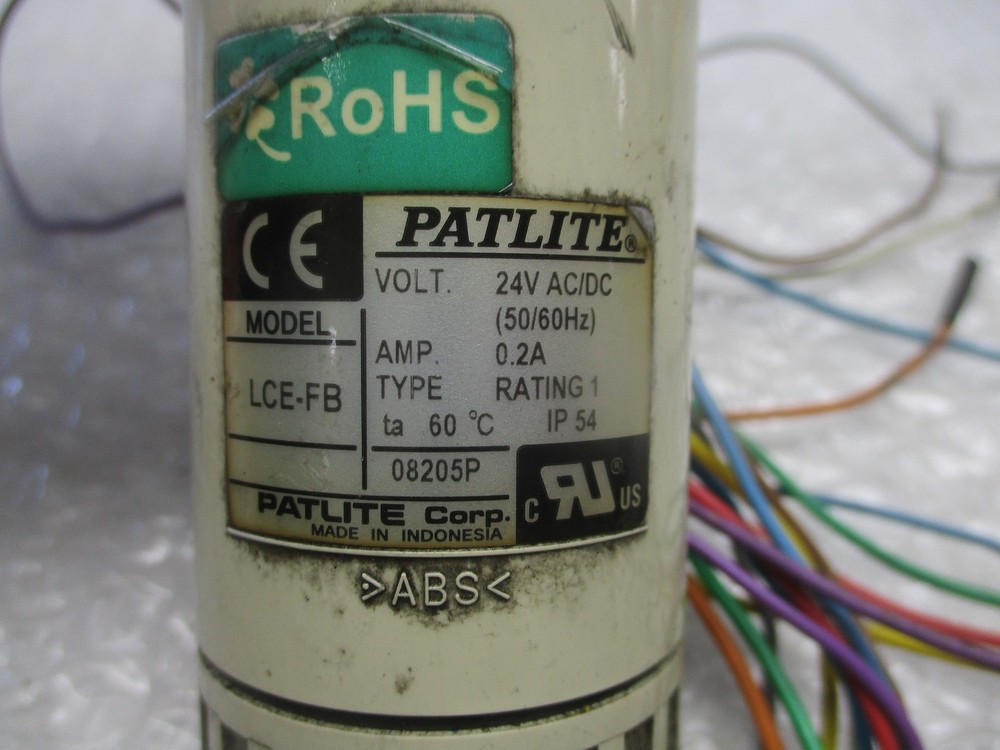 RoHS
CE
PATLITE®
VOLT. 24V AC/DC
(50/60Hz)
MODEL
AMP. 0.2A
LCE-FB
TYPE RATING 1
ta 60 °C IP 54
08205P
C RU® US
PATLITE Corp.
MADE IN INDONESIA
>ABS<